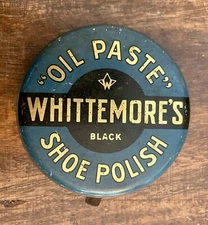 "OIL PASTE"
WHITTEMORE'S
BLACK
SHOE POLISH